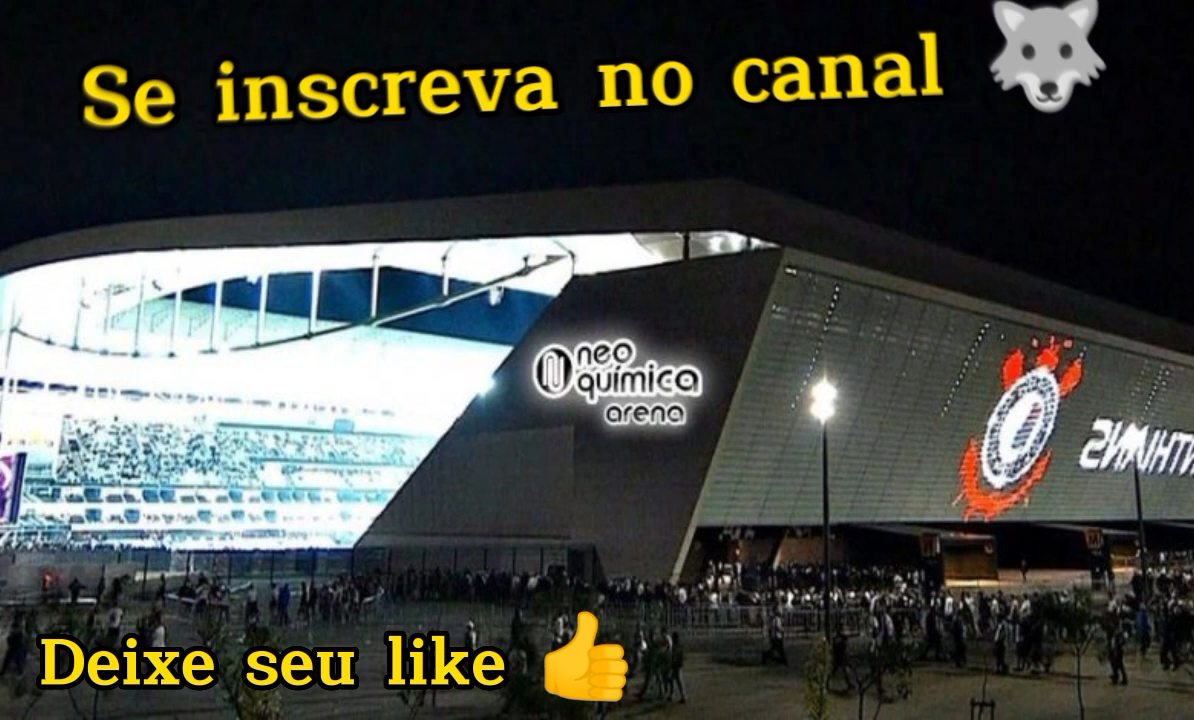 Se inscreva no canal
neo
química
arena
Deixe seu like